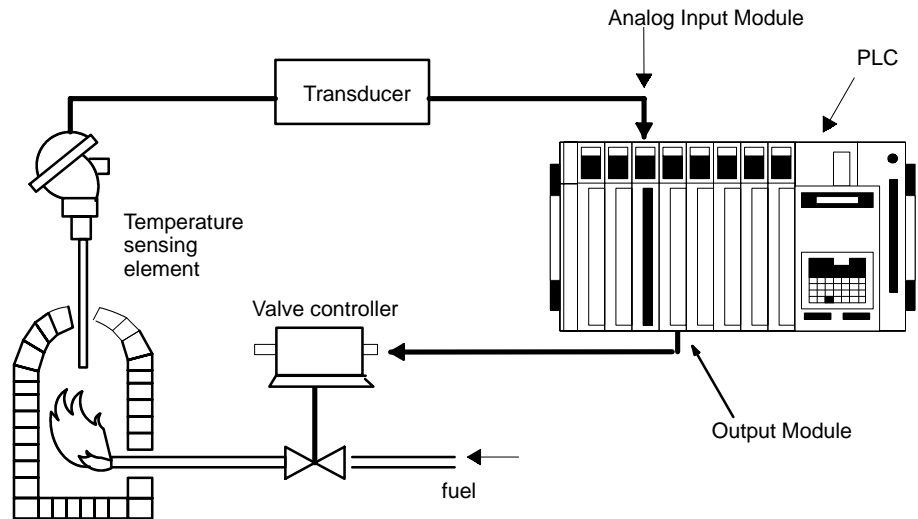 Analog Input Module
PLC
Transducer
Temperature
sensing
element
Valve controller
Output Module
fuel